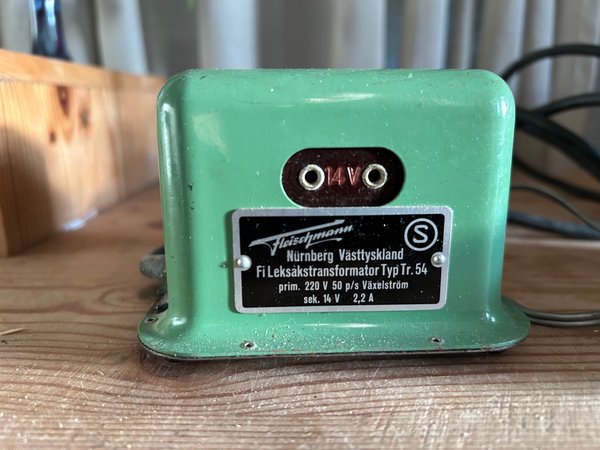 14V
Fleischmann
S
Nürnberg Västtyskland
Fi Leksakstransformator Typ Tr. 54
prim. 220 V 50 p/s Växelström
sek. 14 V 2,2 A